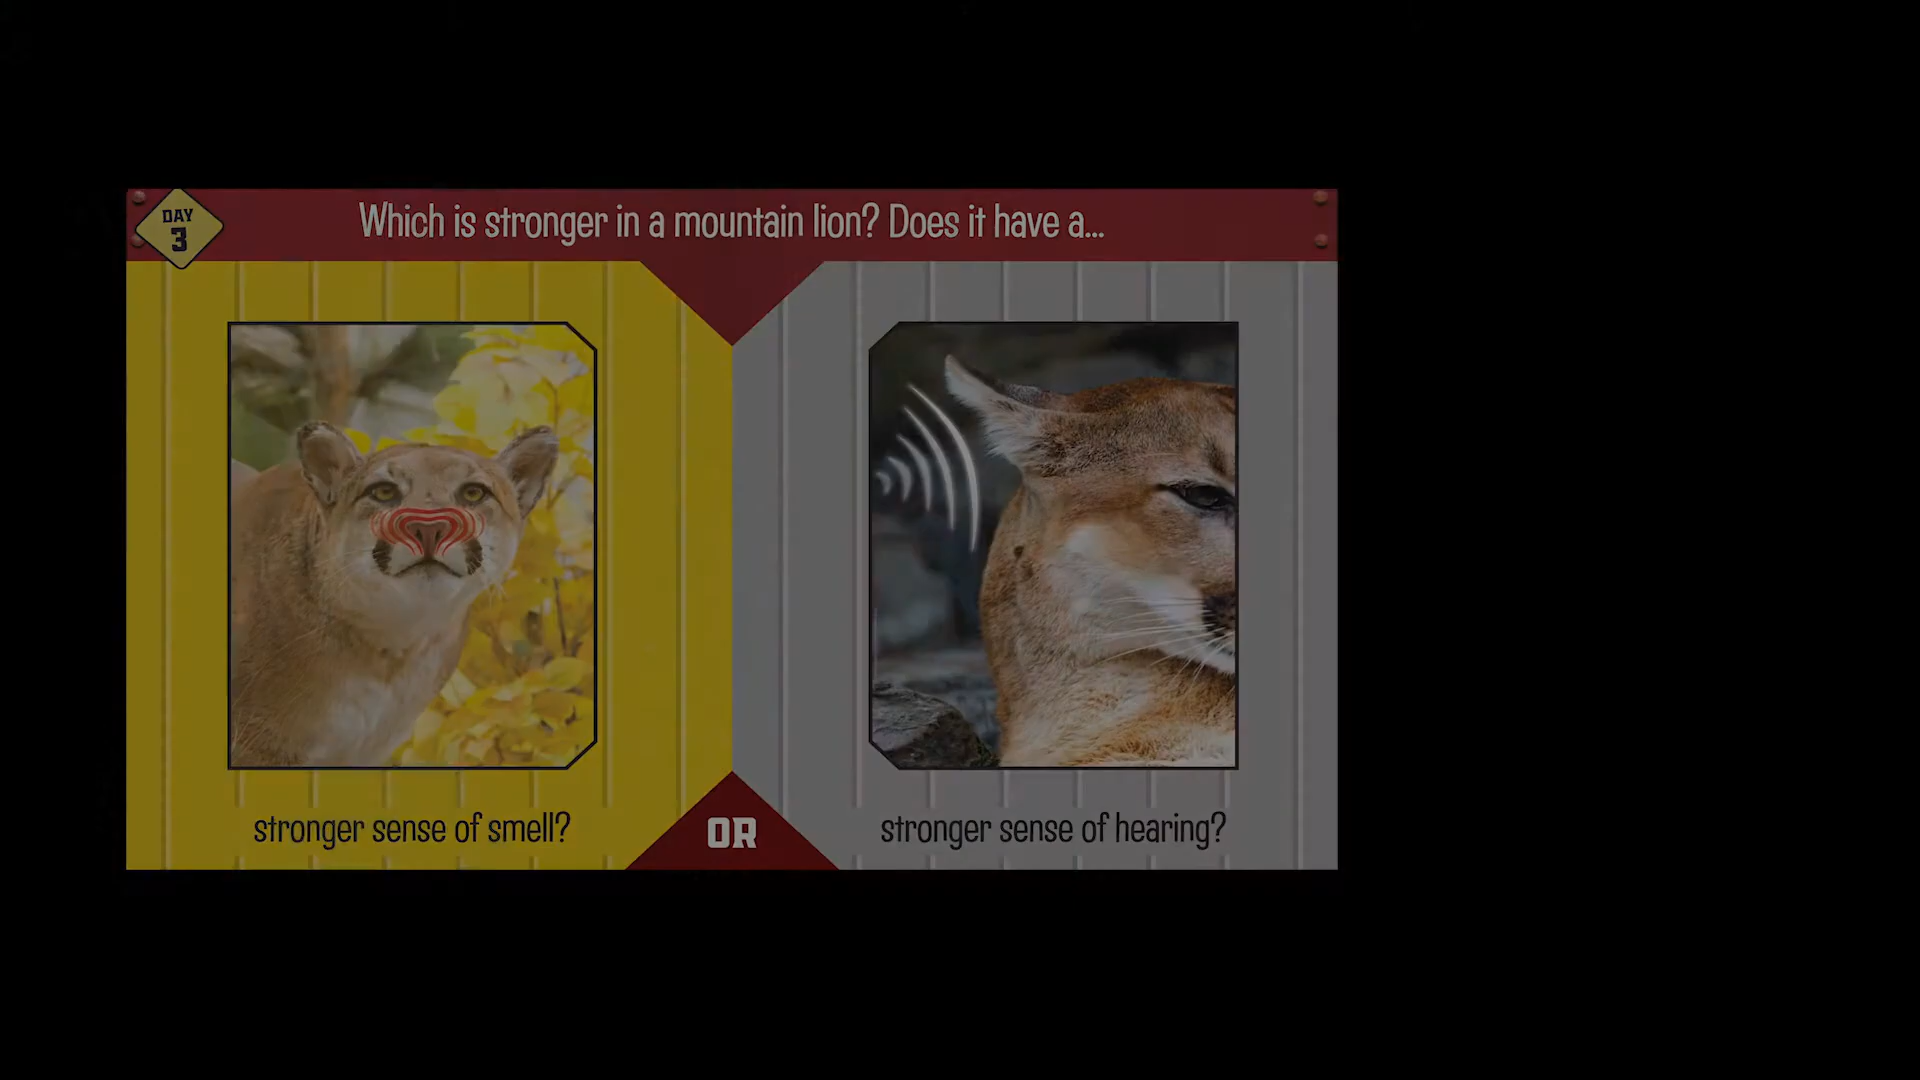 DAY
3
Which is stronger in a mountain lion? Does it have a...
stronger sense of smell?
OR
stronger sense of hearing?